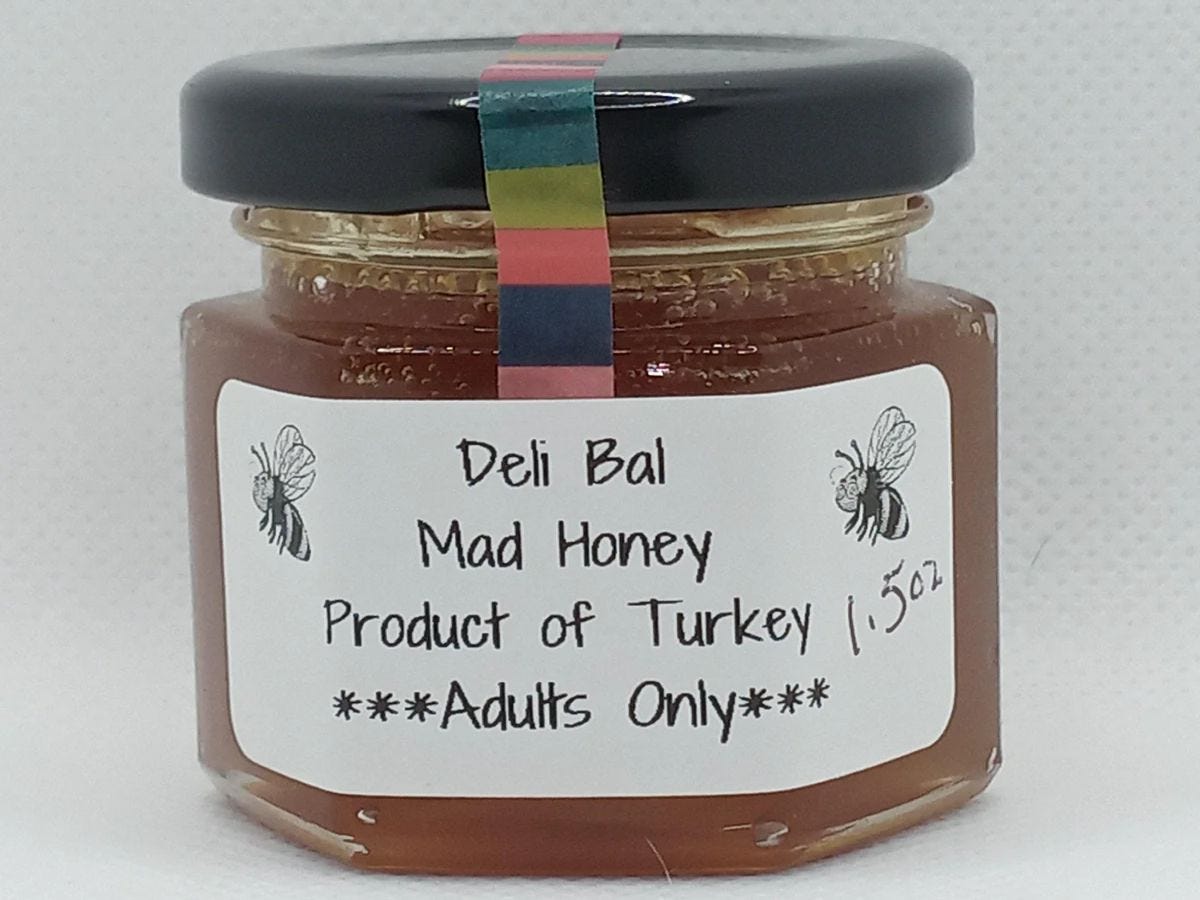 Deli Bal
Mad Honey
Product of Turkey 1.5oz
***Adults Only***